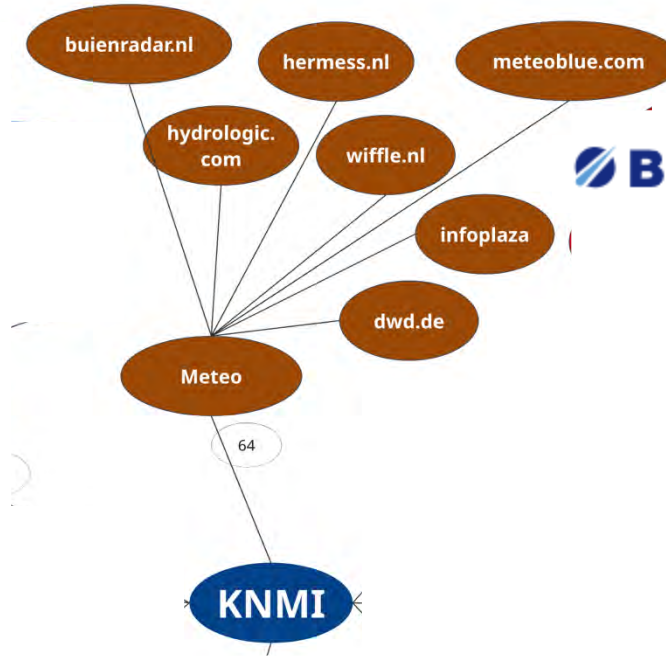 buienradar.nl
hermess.nl
meteoblue.com
hydrologic.
com
wiffle.nl
B
infoplaza
dwd.de
Meteo
64
KNMI